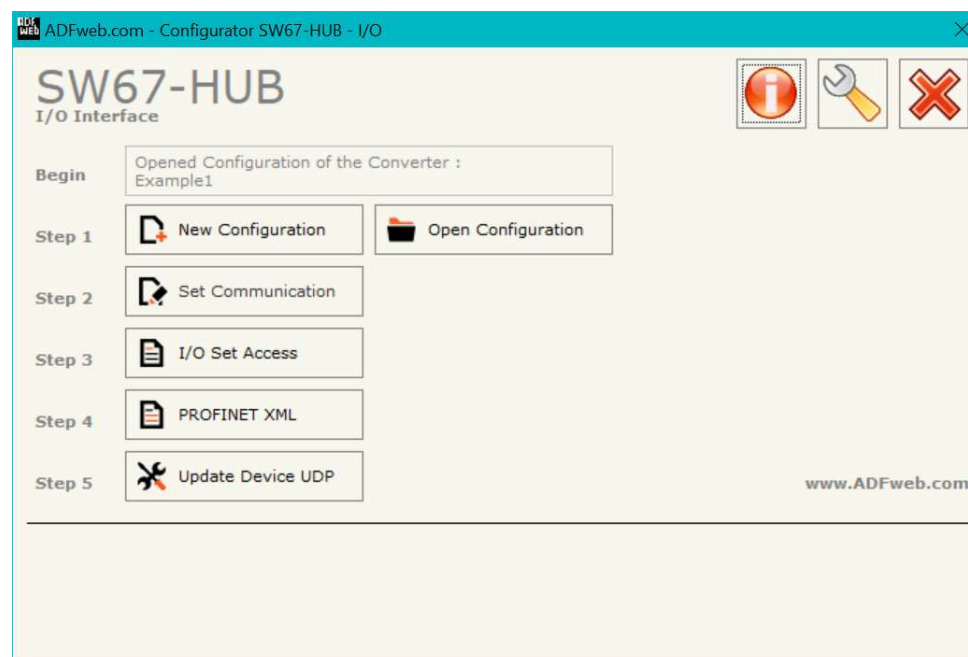 ADF
WEB
ADFweb.com - Configurator SW67-HUB - I/O
SW67-HUB
I/O Interface
Begin
Opened Configuration of the Converter :
Example1
Step 1
New Configuration
Open Configuration
Step 2
Set Communication
Step 3
I/O Set Access
Step 4
PROFINET XML
Step 5
Update Device UDP
www.ADFweb.com